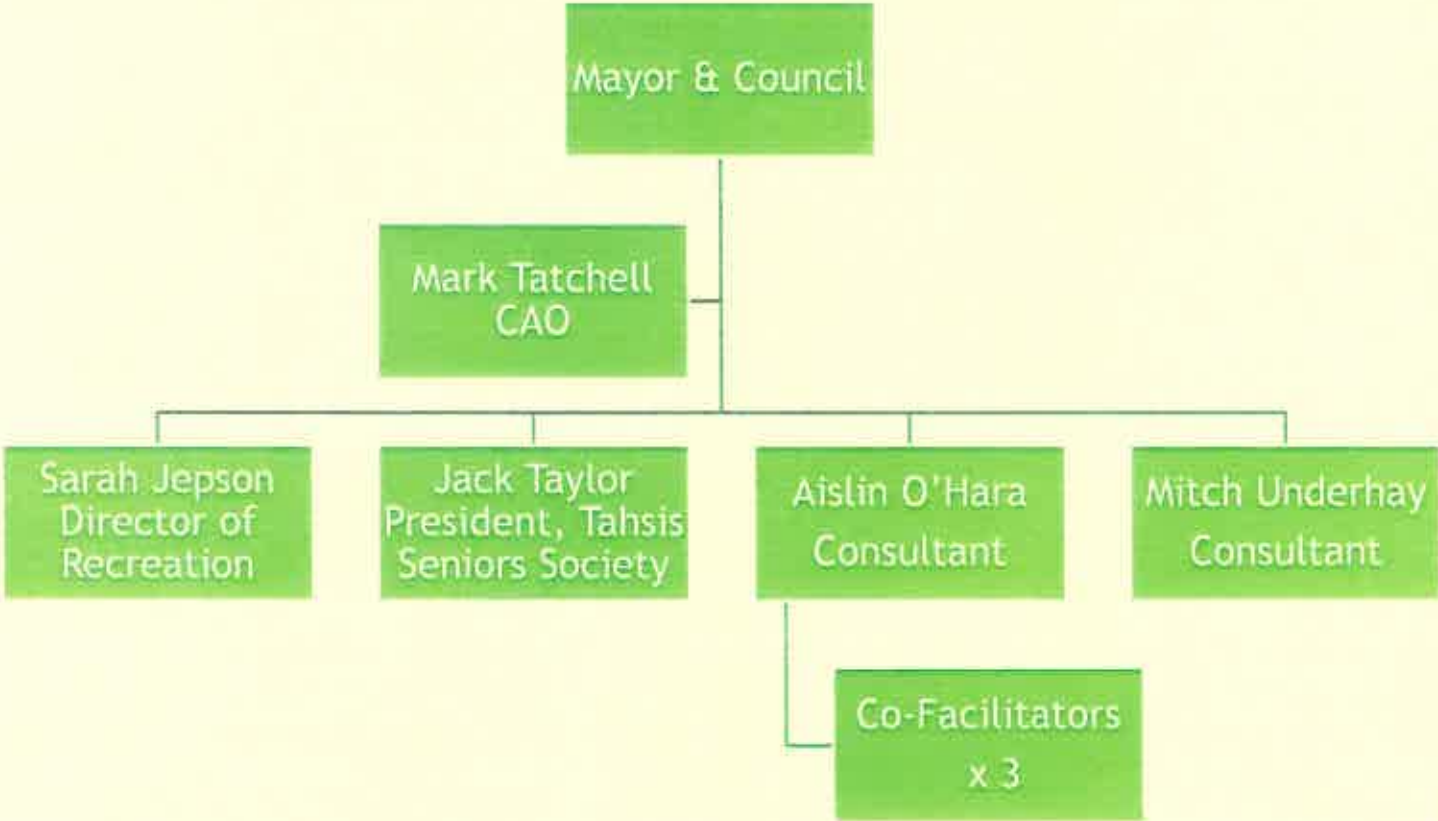 Mayor & Council
Mark Tatchell
CAO
Sarah Jepson
Director of
Recreation
Jack Taylor
President, Tahsis
Seniors Society
Aislin O'Hara
Consultant
Mitch Underhay
Consultant
Co-Facilitators
x 3